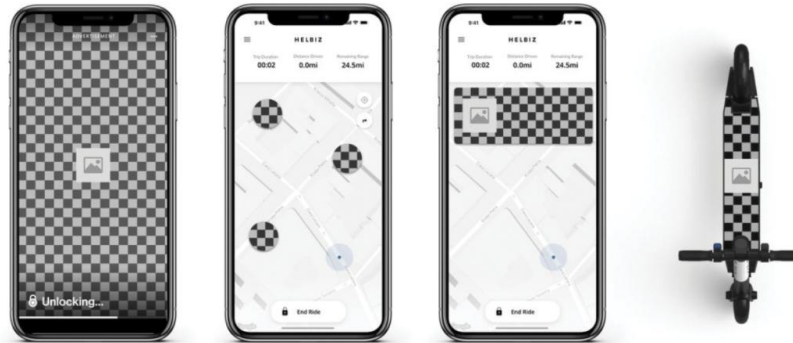 ADVERTISEMENT
Unlocking...
9:41
HELBIZ
Trip Duration Distance Driven Remaining Range
00:02 0.0mi 24.5mi
End Ride
9:41
HELBIZ
Trip Duration Distance Driven Remaining Range
00:02 0.0mi 24.5mi
End Ride